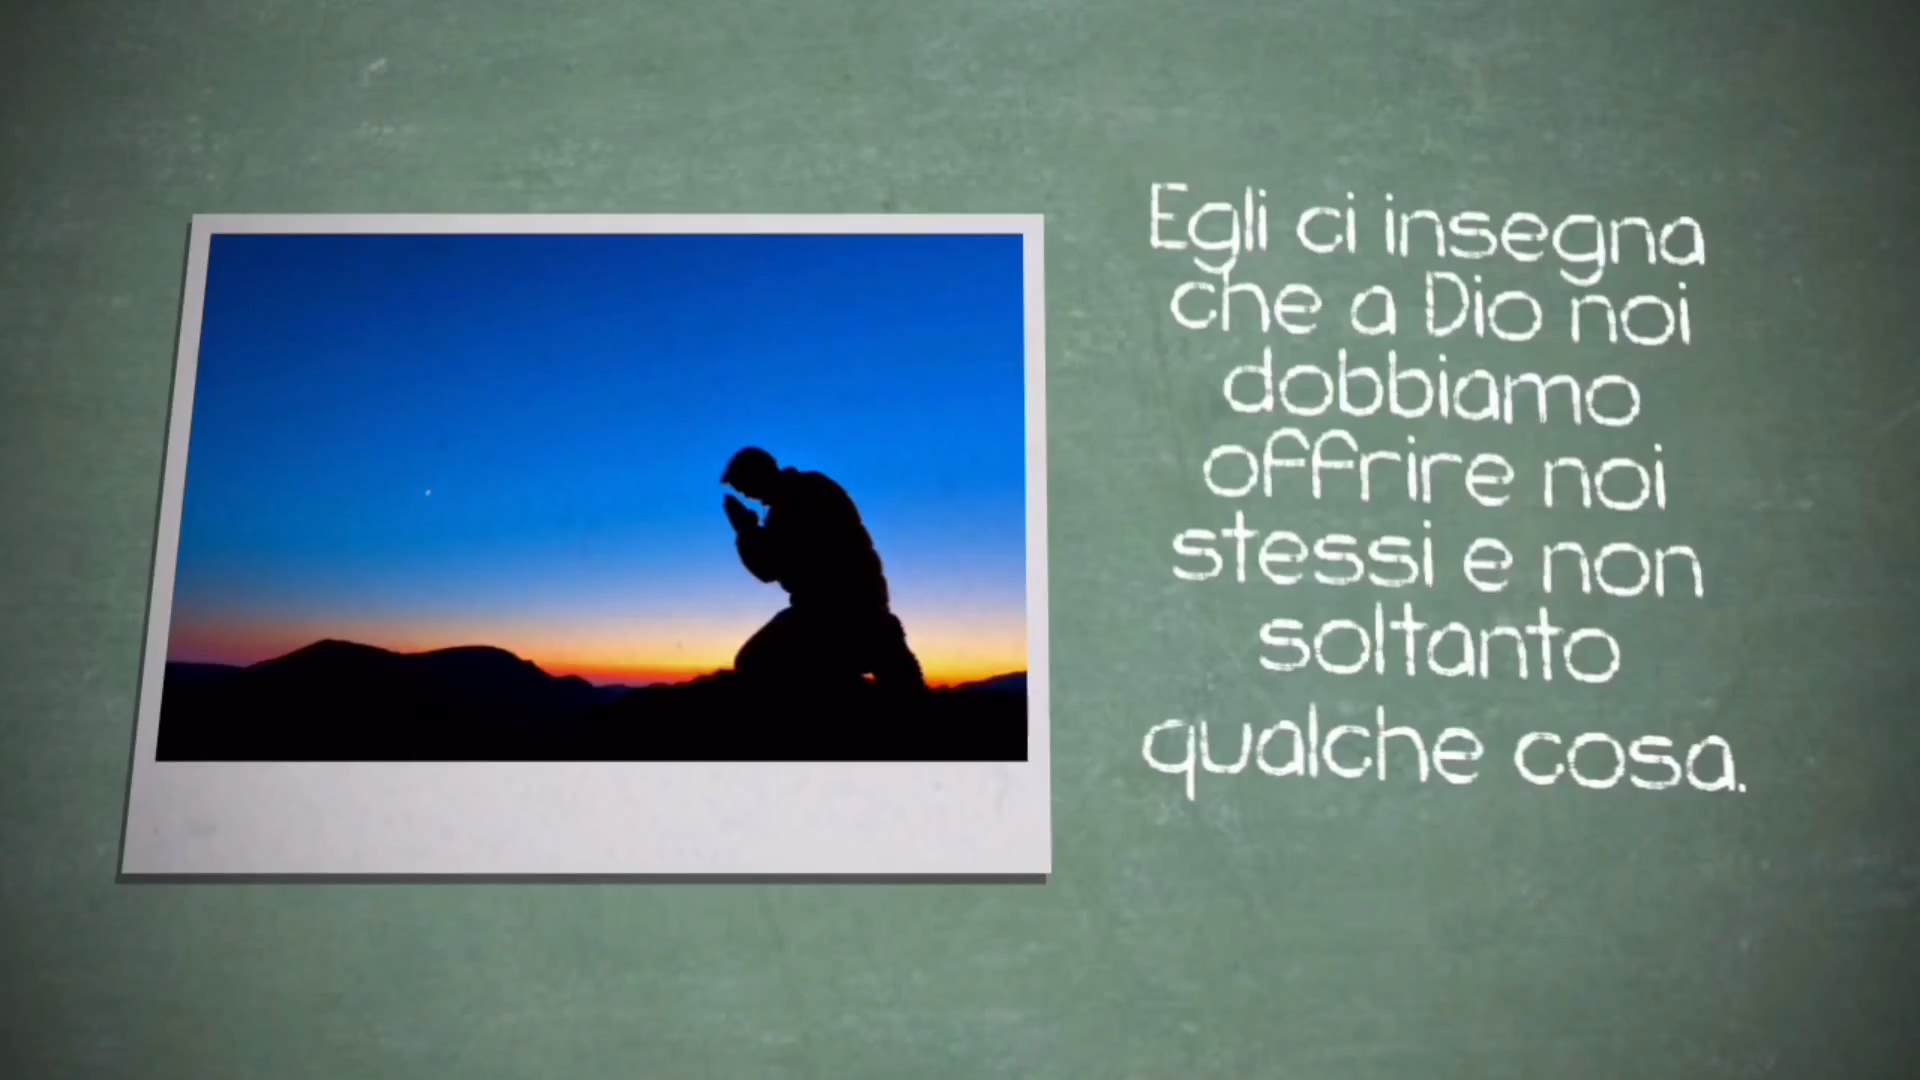 Egli ci insegna
che a Dio noi
dobbiamo
offrire noi
stessi e non
soltanto
qualche cosa.